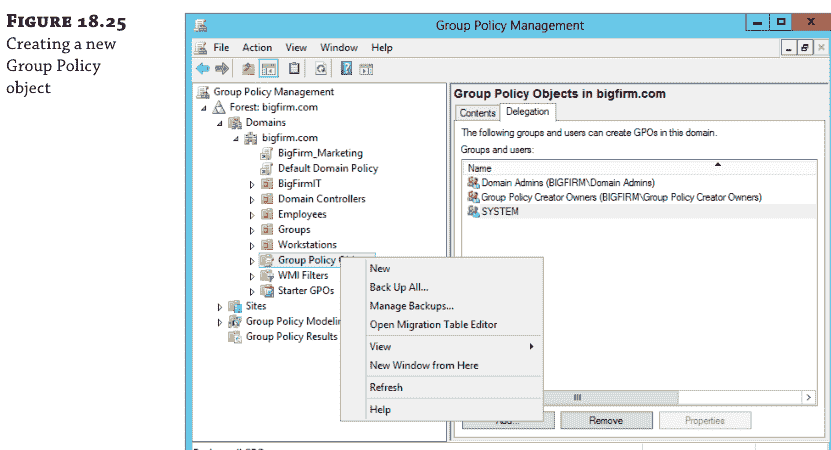 FIGURE 18.25
Creating a new
Group Policy
object
Group Policy Management
File Action View Window Help
Group Policy Management
Forest: bigfirm.com
Domains
bigfirm.com
BigFirm_Marketing
Default Domain Policy
BigFirmIT
Domain Controllers
Employees
Groups
Workstations
Group Policy
WMI Filters
Starter GPOs
Sites
Group Policy
Group Policy Results
New
Back Up All...
Manage Backups...
Open Migration Table Editor
View
New Window from Here
Refresh
Help
Group Policy Objects in bigfirm.com
Contents Delegation
The following groups and users can create GPOs in this domain.
Groups and users:
Name
Domain Admins (BIGFIRM\Domain Admins)
Group Policy Creator Owners (BIGFIRM\Group Policy Creator Owners)
SYSTEM
Remove Properties